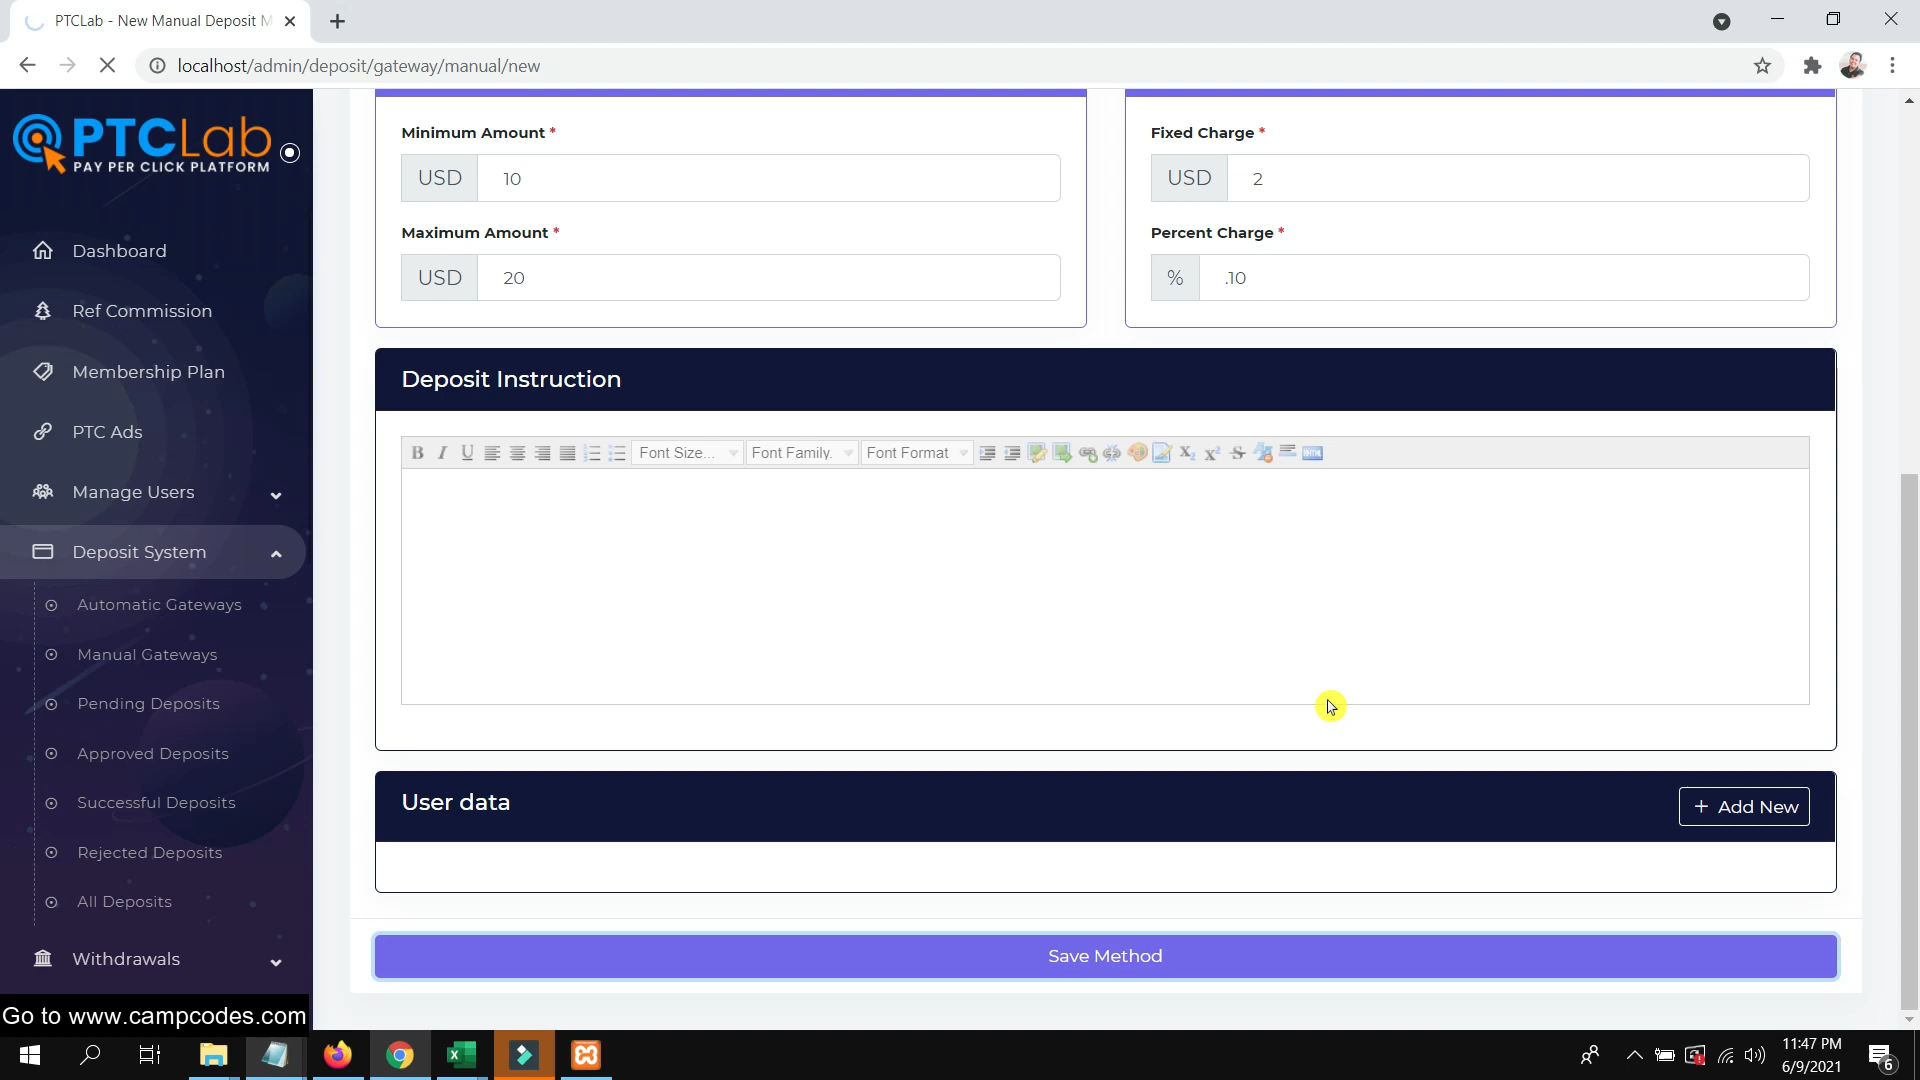 PTCLab - New Manual Deposit M
localhost/admin/deposit/gateway/manual/new
PTCLab
PAY PER CLICK PLATFORM
Dashboard
Ref Commission
Membership Plan
PTC Ads
Manage Users
Deposit System
Automatic Gateways
Manual Gateways
Pending Deposits
Approved Deposits
Successful Deposits
Rejected Deposits
All Deposits
Withdrawals
Go to www.campcodes.com
Minimum Amount *
USD 10
Maximum Amount *
USD 20
Fixed Charge *
USD 2
Percent Charge *
% .10
Deposit Instruction
B I U Font Size... Font Family. Font Format
User data
+ Add New
Save Method
11:47 PM
6/9/2021
6